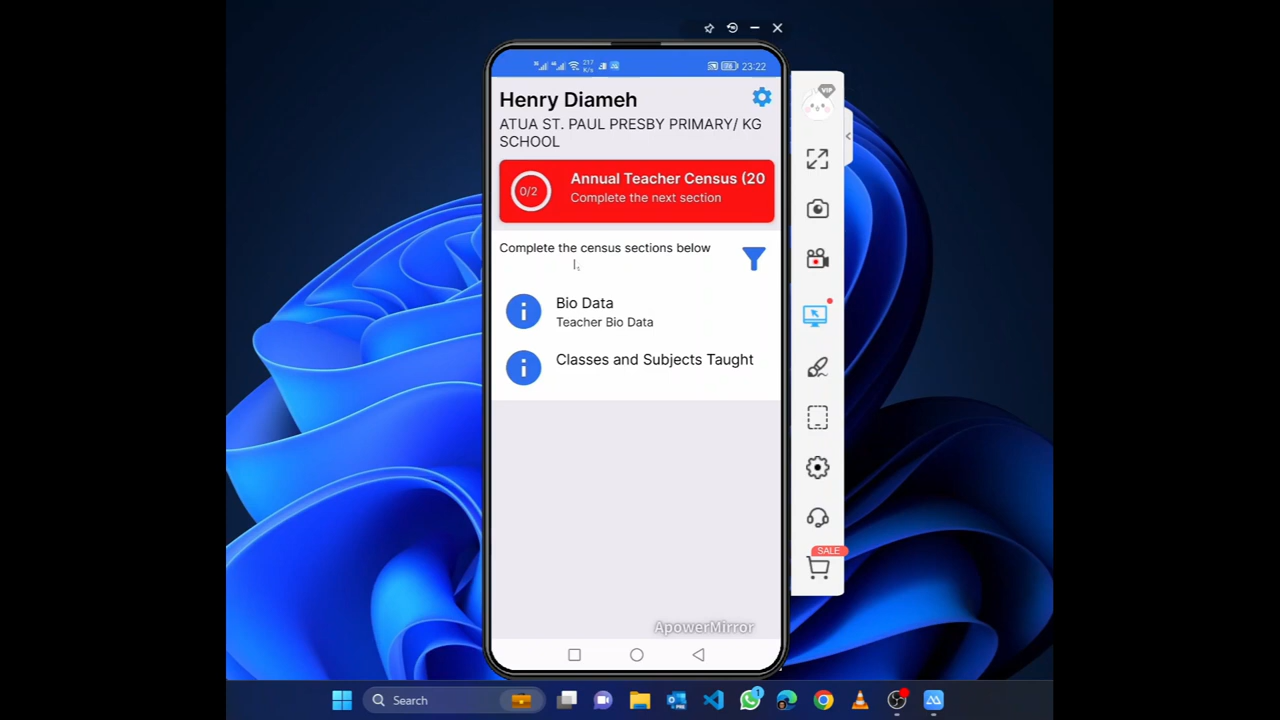 23:22
Henry Diameh
ATUA ST. PAUL PRESBY PRIMARY/ KG
SCHOOL
0/2
Annual Teacher Census (20
Complete the next section
Complete the census sections below
Bio Data
Teacher Bio Data
Classes and Subjects Taught
ApowerMirror
VIP
SALE
Search
1